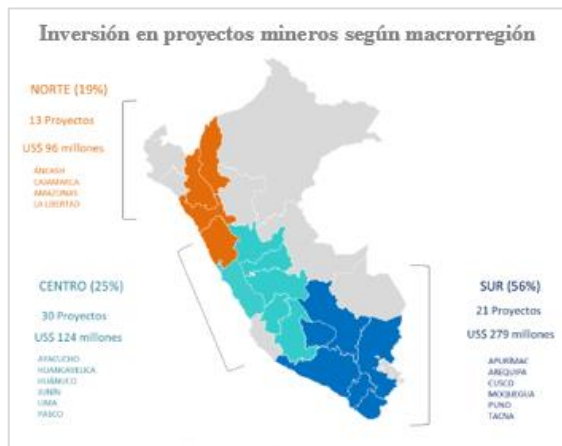 Inversión en proyectos mineros según macrorregión
NORTE (19%)
13 Proyectos
US$ 96 millones
ÁNCASH
CAJAMARCA
AMAZONAS
LA LIBERTAD
CENTRO (25%)
30 Proyectos
US$ 124 millones
AYACUCHO
HUANCAVELICA
HUÁNUCO
JUNÍN
LIMA
PASCO
SUR (56%)
21 Proyectos
US$ 279 millones
APURÍMAC
AREQUIPA
CUSCO
MOQUEGUA
PUNO
TACNA